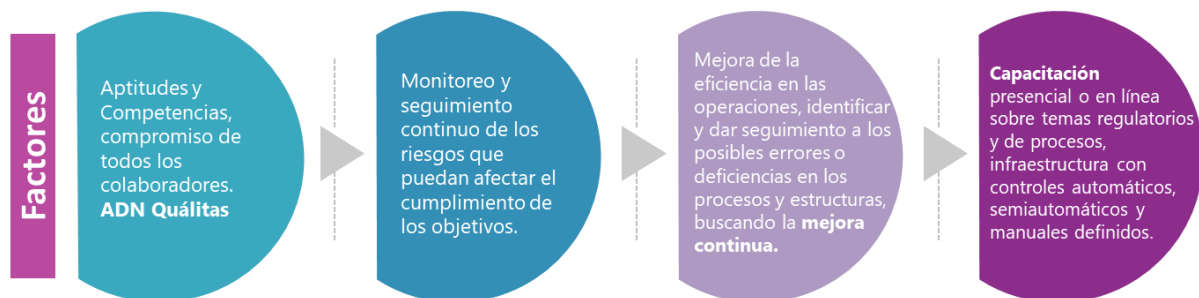 Factores
Aptitudes y
Competencias,
compromiso de
todos los
colaboradores.
ADN Quálitas
Monitoreo y
seguimiento
continuo de los
riesgos que
puedan afectar el
cumplimiento de
los objetivos.
Mejora de la
eficiencia en las
operaciones, identificar
y dar seguimiento a los
posibles errores o
deficiencias en los
procesos y estructuras,
buscando la mejora
continua.
Capacitación
presencial o en línea
sobre temas regulatorios
y de procesos,
infraestructura con
controles automáticos,
semiautomáticos y
manuales definidos.